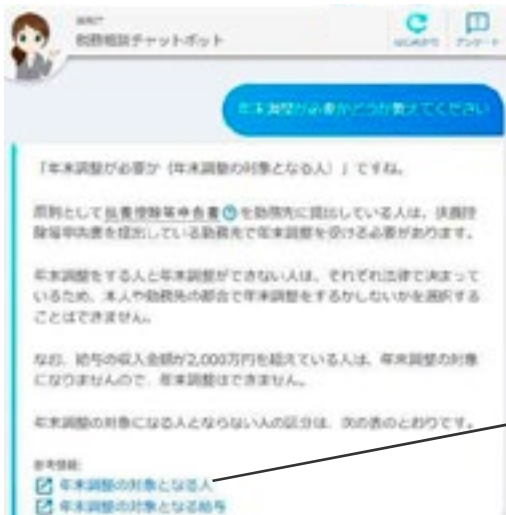 国税庁
税務相談チャットボット
はじめから アンケート
年末調整が必要かどうか教えてください
「年末調整が必要か（年末調整の対象となる人）」ですね。
原則として扶養控除等申告書を勤務先に提出している人は、扶養控
除等申告書を提出している勤務先で年末調整を受ける必要があります。
年末調整をする人と年末調整ができない人は、それぞれ法律で決まって
いるため、本人や勤務先の都合で年末調整をするかしないかを選択する
ことはできません。
なお、給与の収入金額が2,000万円を超えている人は、年末調整の対象
になりませんので、年末調整はできません。
年末調整の対象になる人とならない人の区分は、次の表のとおりです。
参考情報:
年末調整の対象となる人
年末調整の対象となる給与